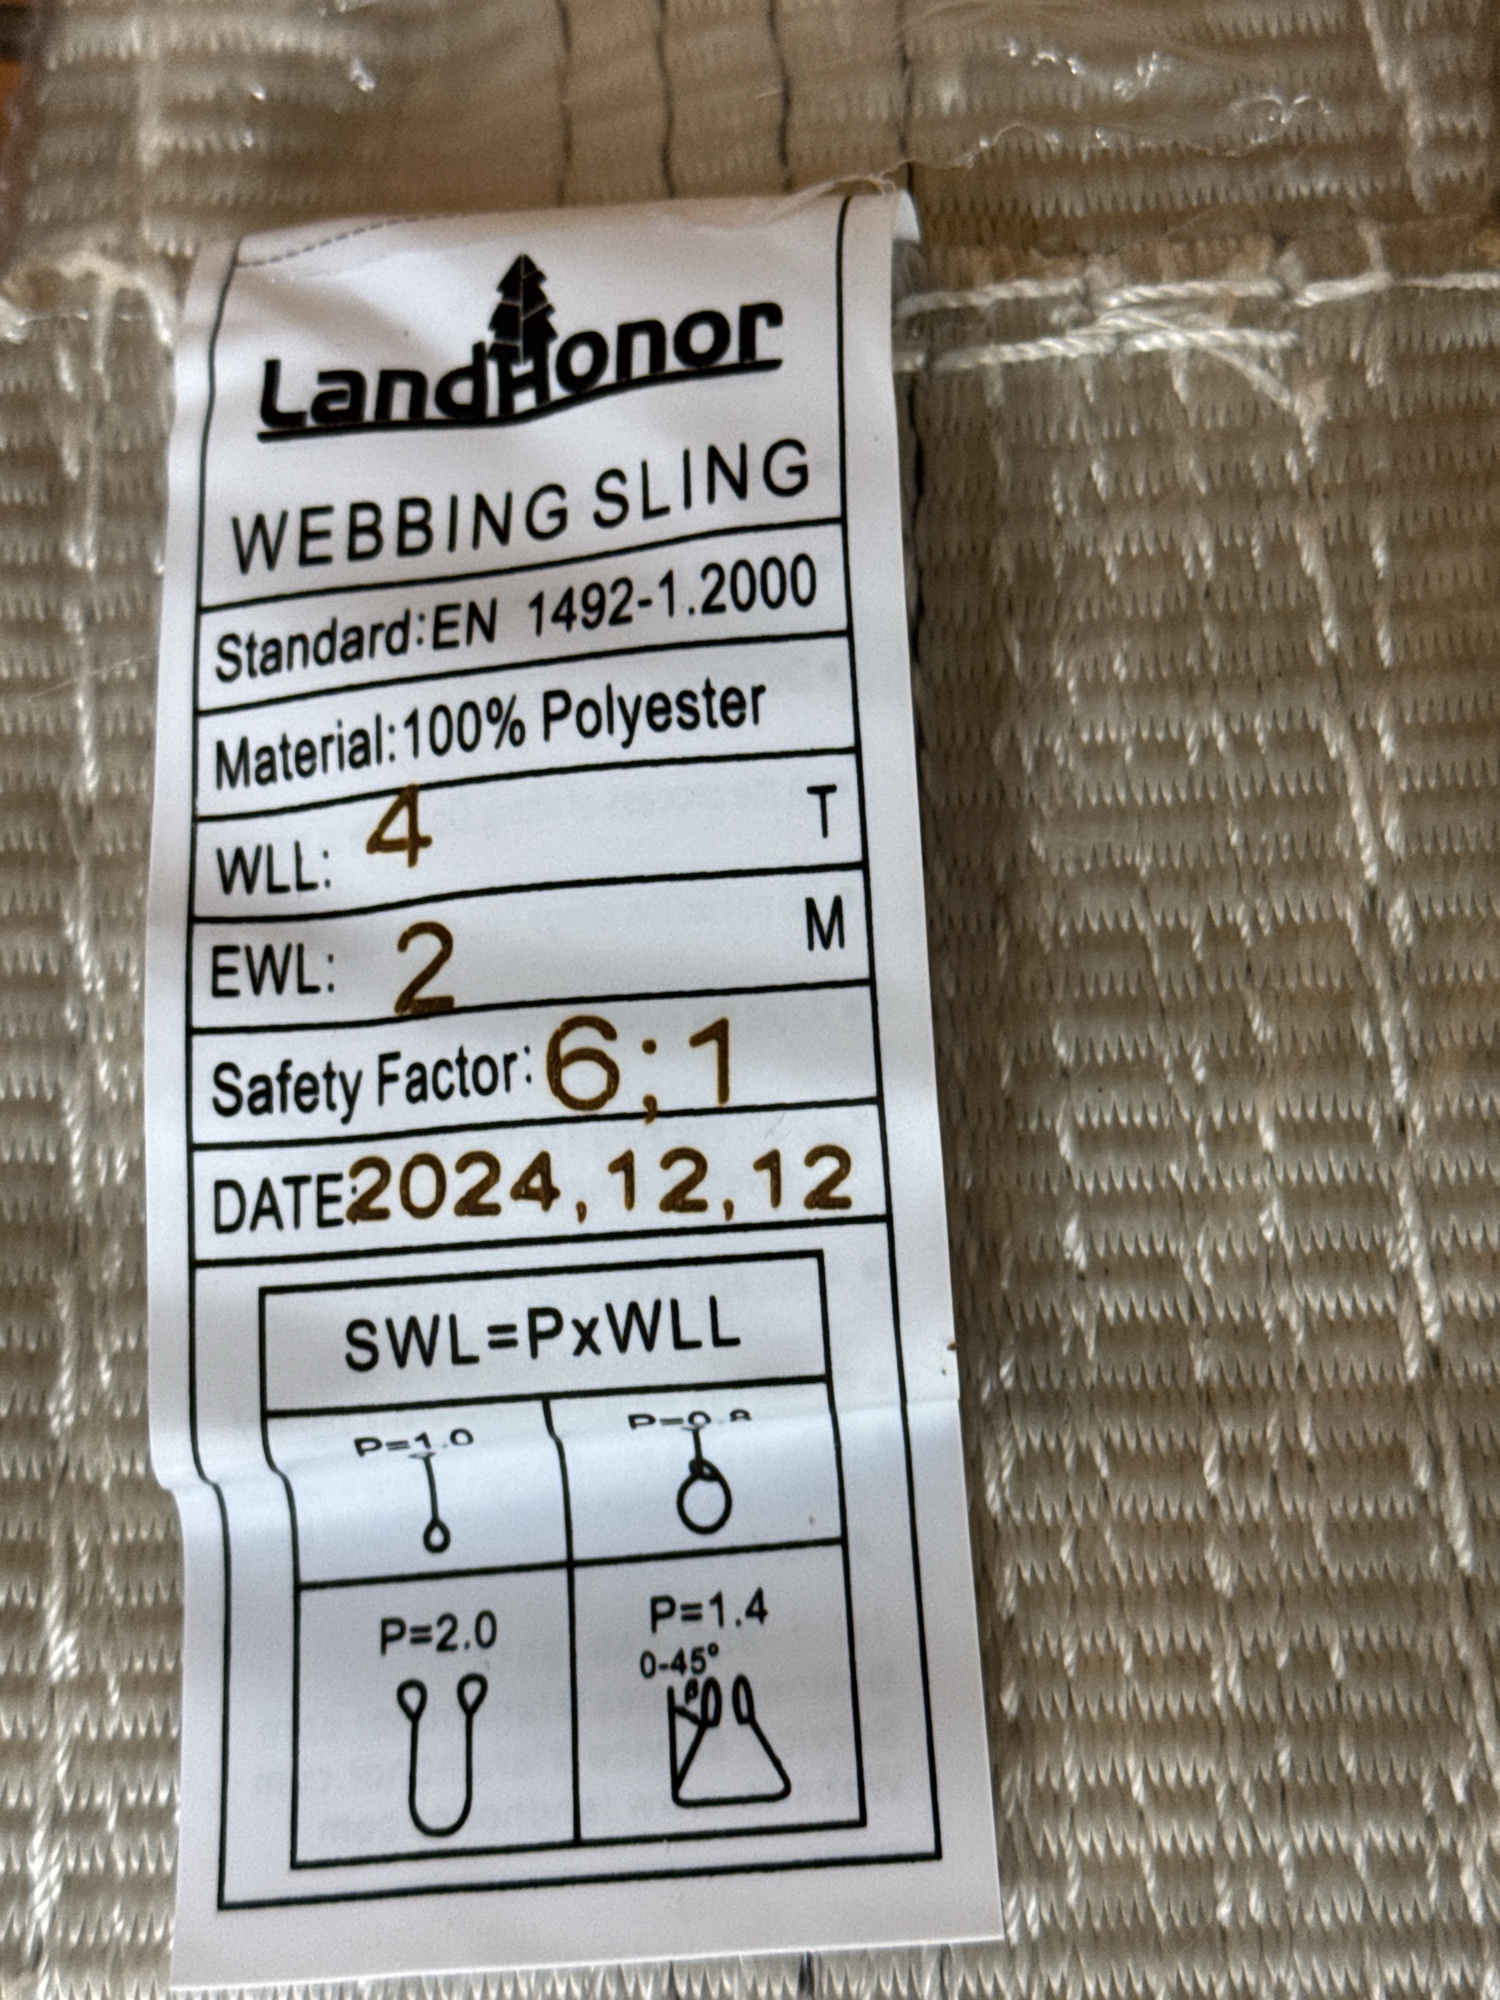 LandHonor
WEBBING SLING
Standard:EN 1492-1.2000
Material:100% Polyester
WLL: 4 T
EWL: 2 M
Safety Factor: 6;1
DATE:2024,12,12
SWL=PxWLL
P=1.0 P=0.8
P=2.0 P=1.4
0-45°
β